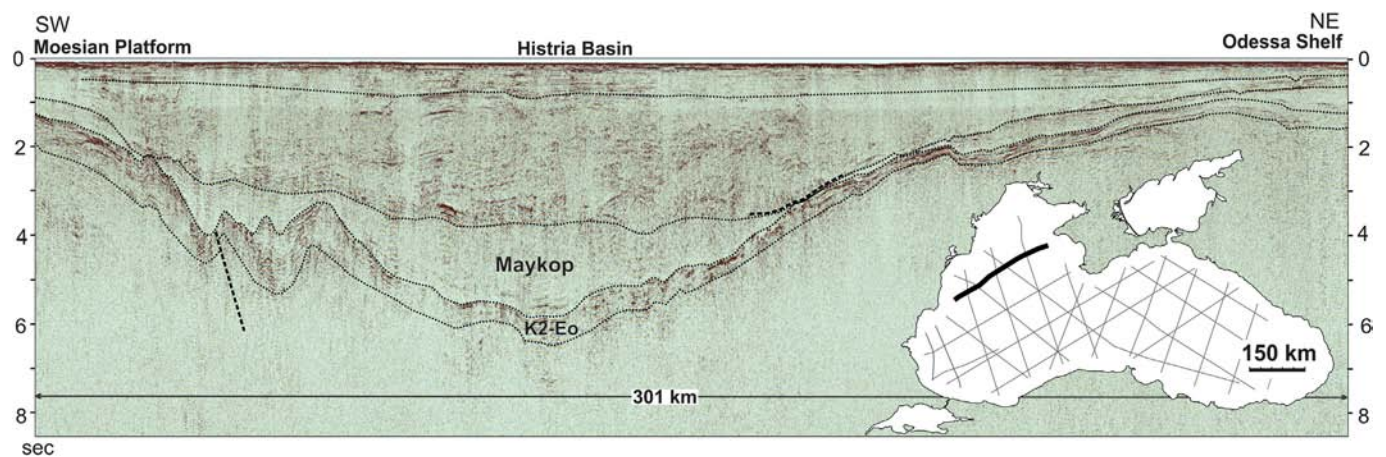 SW
NE
Moesian Platform
Histria Basin
Odessa Shelf
0
0
2
2
4
4
Maykop
6
6
K2-Eo
150 km
301 km
8
8
sec